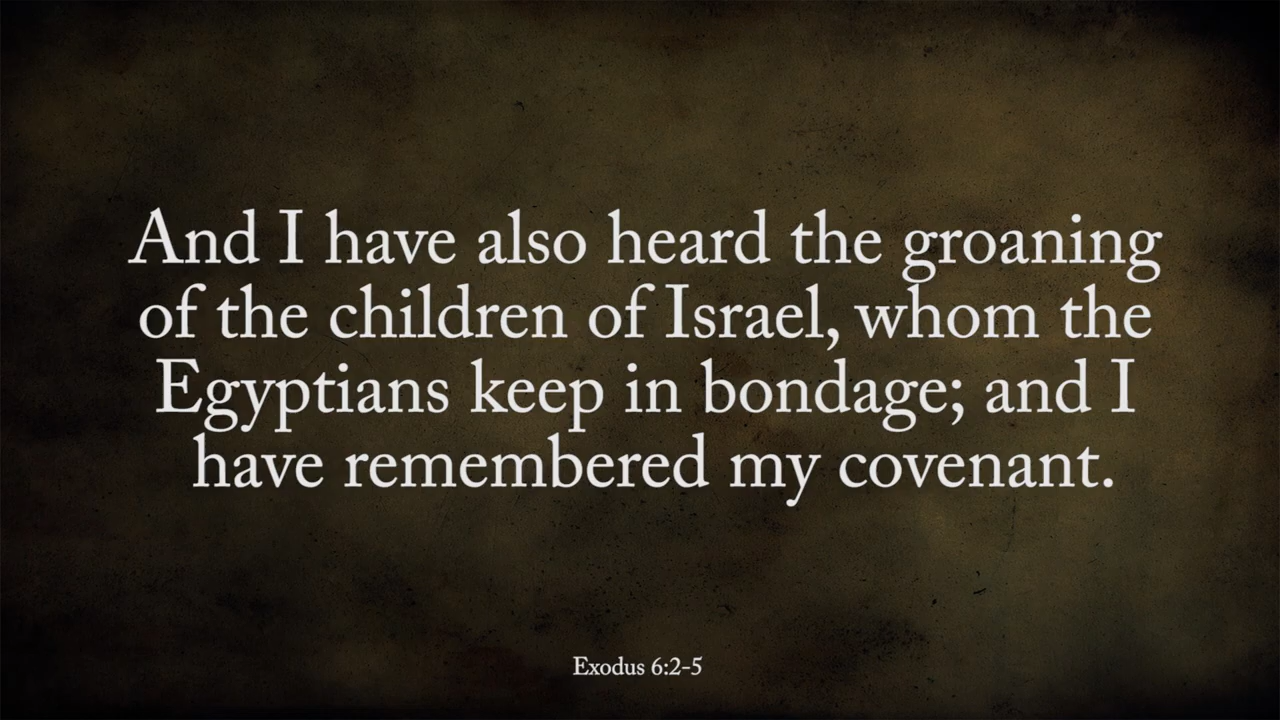 And I have also heard the groaning
of the children of Israel, whom the
Egyptians keep in bondage; and I
have remembered my covenant.
Exodus 6:2-5